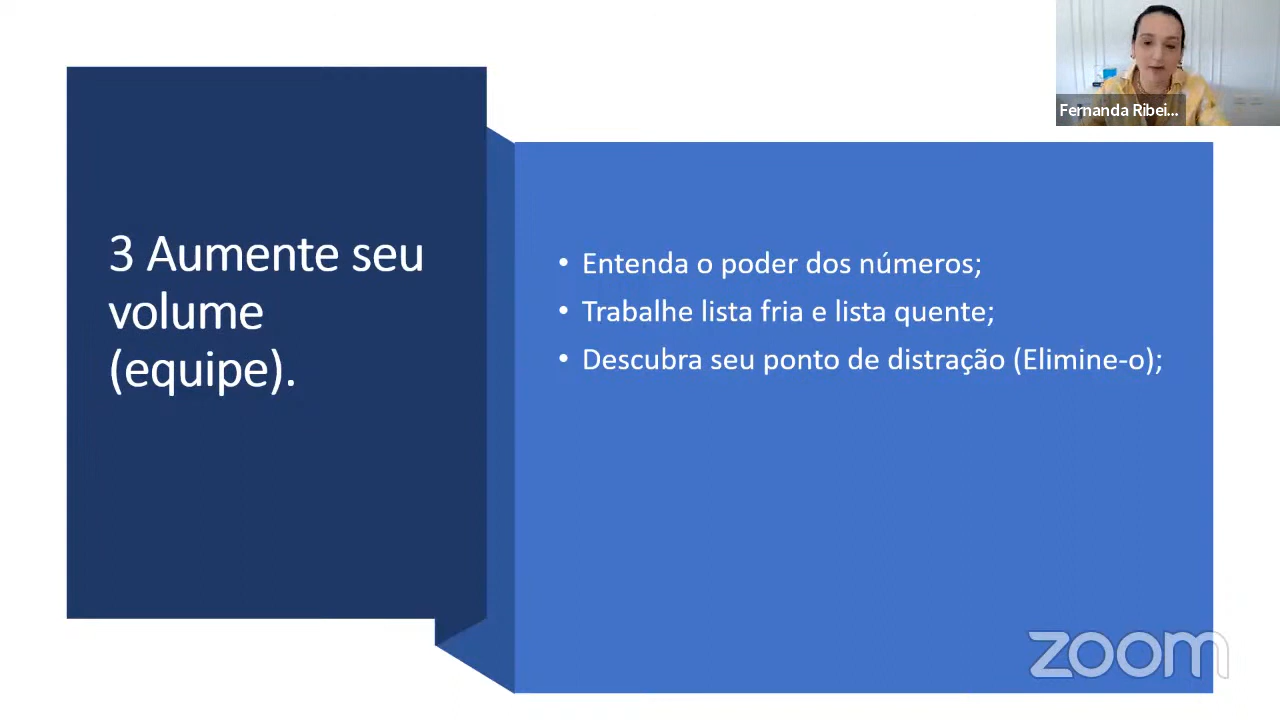 Fernanda Ribei...
3 Aumente seu
volume
(equipe).
• Entenda o poder dos números;
• Trabalhe lista fria e lista quente;
• Descubra seu ponto de distração (Elimine-o);
zoom